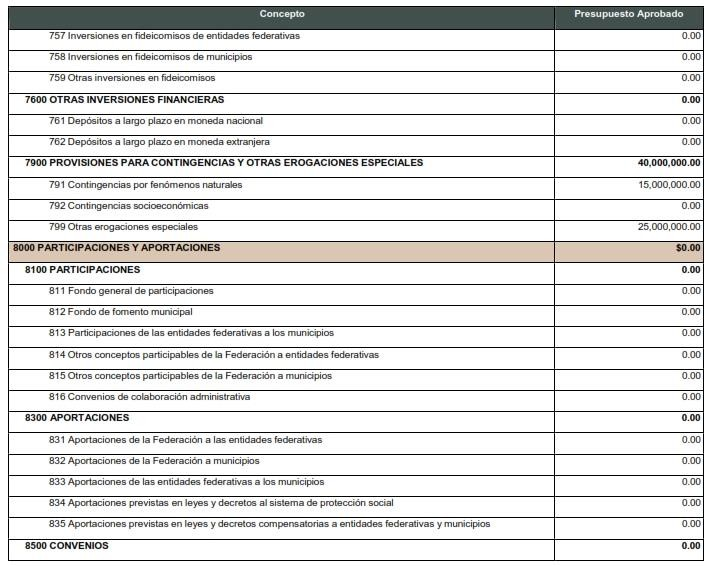 Concepto Presupuesto Aprobado
757 Inversiones en fideicomisos de entidades federativas 0.00
758 Inversiones en fideicomisos de municipios 0.00
759 Otras inversiones en fideicomisos 0.00
7600 OTRAS INVERSIONES FINANCIERAS 0.00
761 Depósitos a largo plazo en moneda nacional 0.00
762 Depósitos a largo plazo en moneda extranjera 0.00
7900 PROVISIONES PARA CONTINGENCIAS Y OTRAS EROGACIONES ESPECIALES 40,000,000.00
791 Contingencias por fenómenos naturales 15,000,000.00
792 Contingencias socioeconómicas 0.00
799 Otras erogaciones especiales 25,000,000.00
8000 PARTICIPACIONES Y APORTACIONES $0.00
8100 PARTICIPACIONES 0.00
811 Fondo general de participaciones 0.00
812 Fondo de fomento municipal 0.00
813 Participaciones de las entidades federativas a los municipios 0.00
814 Otros conceptos participables de la Federación a entidades federativas 0.00
815 Otros conceptos participables de la Federación a municipios 0.00
816 Convenios de colaboración administrativa 0.00
8300 APORTACIONES 0.00
831 Aportaciones de la Federación a las entidades federativas 0.00
832 Aportaciones de la Federación a municipios 0.00
833 Aportaciones de las entidades federativas a los municipios 0.00
834 Aportaciones previstas en leyes y decretos al sistema de protección social 0.00
835 Aportaciones previstas en leyes y decretos compensatorias a entidades federativas y municipios 0.00
8500 CONVENIOS 0.00